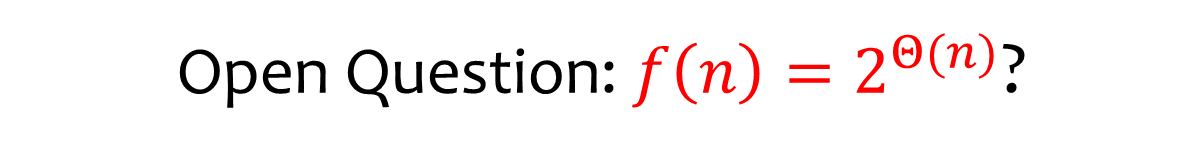 Open Question: f(n) = 2^Θ(n)?